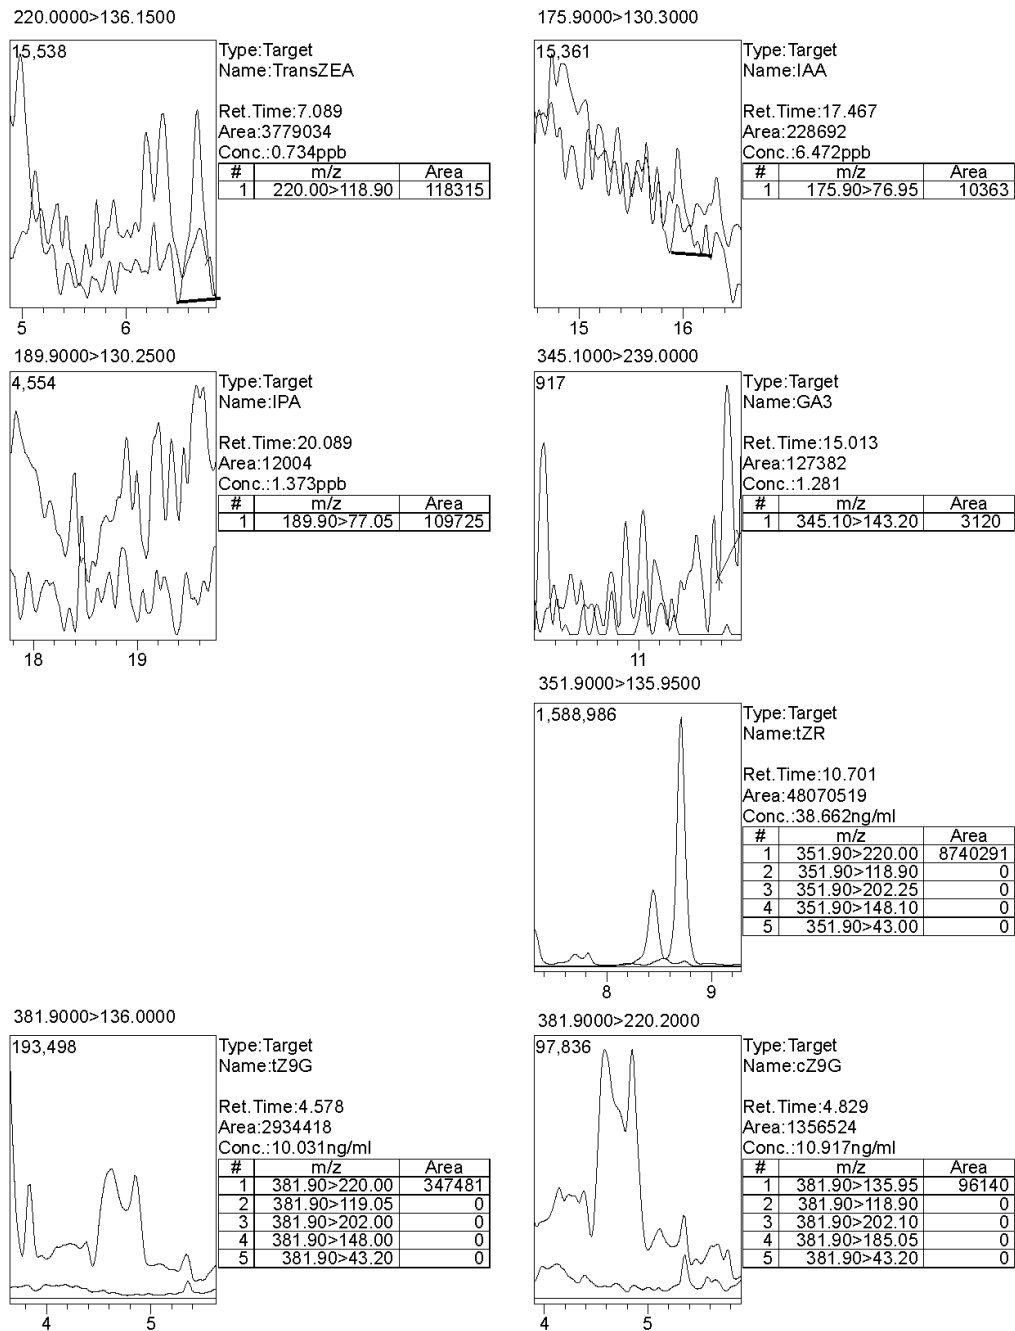 220.0000>136.1500
15,538
Type:Target
Name:TransZEA
Ret.Time:7.089
Area:3779034
Conc.:0.734ppb
# m/z Area
1 220.00>118.90 118315
5 6
175.9000>130.3000
15,361
Type:Target
Name:IAA
Ret.Time:17.467
Area:228692
Conc.:6.472ppb
# m/z Area
1 175.90>76.95 10363
15 16
189.9000>130.2500
4,554
Type:Target
Name:IPA
Ret.Time:20.089
Area:12004
Conc.:1.373ppb
# m/z Area
1 189.90>77.05 109725
18 19
345.1000>239.0000
917
Type:Target
Name:GA3
Ret.Time:15.013
Area:127382
Conc.:1.281
# m/z Area
1 345.10>143.20 3120
11
351.9000>135.9500
1,588,986
Type:Target
Name:tZR
Ret.Time:10.701
Area:48070519
Conc.:38.662ng/ml
# m/z Area
1 351.90>220.00 8740291
2 351.90>118.90 0
3 351.90>202.25 0
4 351.90>148.10 0
5 351.90>43.00 0
8 9
381.9000>136.0000
193,498
Type:Target
Name:tZ9G
Ret.Time:4.578
Area:2934418
Conc.:10.031ng/ml
# m/z Area
1 381.90>220.00 347481
2 381.90>119.05 0
3 381.90>202.00 0
4 381.90>148.00 0
5 381.90>43.20 0
4 5
381.9000>220.2000
97,836
Type:Target
Name:cZ9G
Ret.Time:4.829
Area:1356524
Conc.:10.917ng/ml
# m/z Area
1 381.90>135.95 96140
2 381.90>118.90 0
3 381.90>202.10 0
4 381.90>185.05 0
5 381.90>43.20 0
4 5